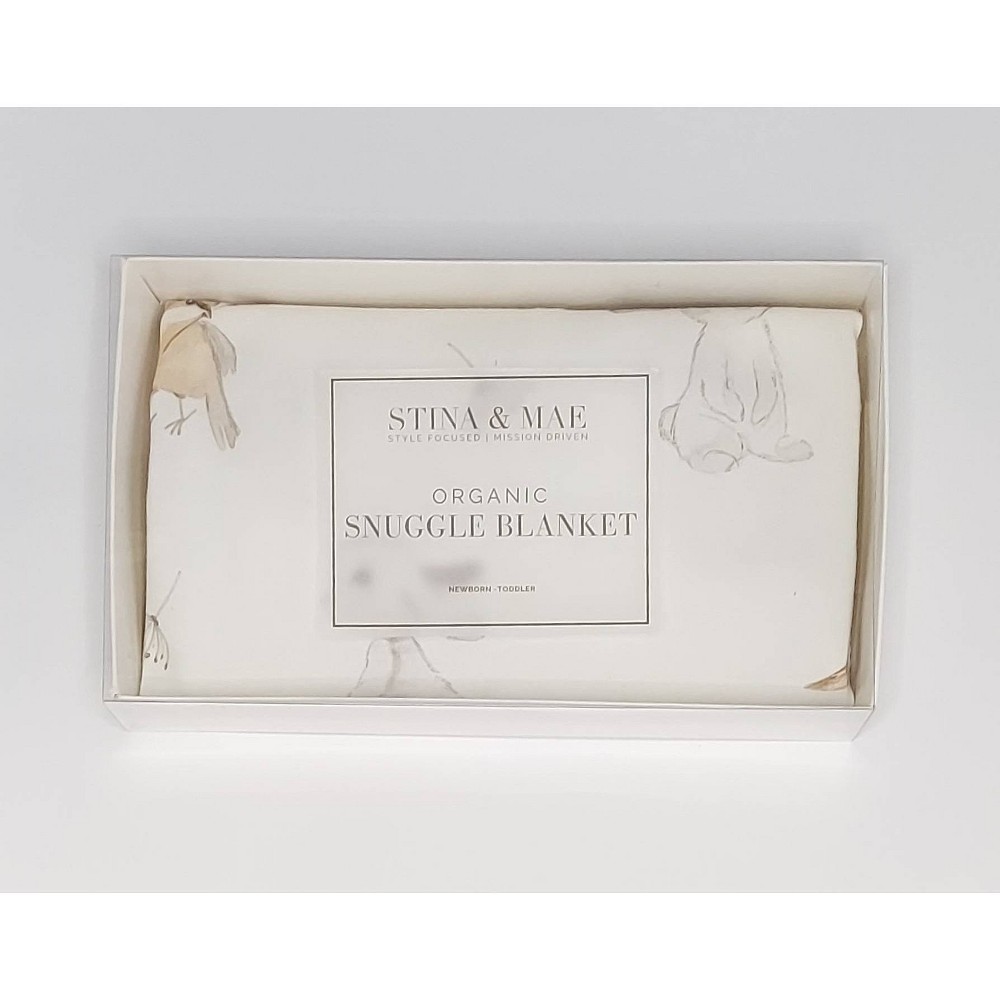 STINA & MAE
STYLE FOCUSED | MISSION DRIVEN
ORGANIC
SNUGGLE BLANKET
NEWBORN -TODDLER